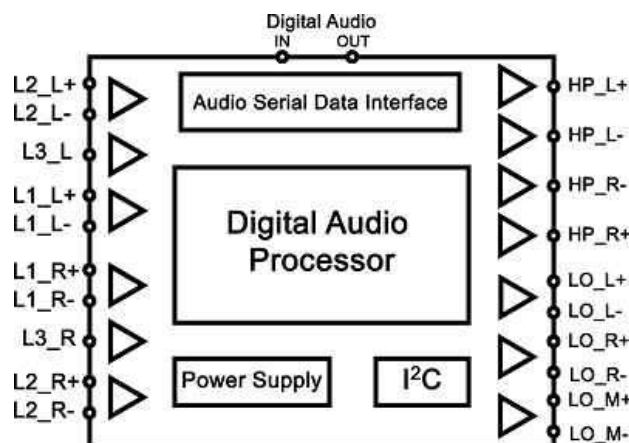 Digital Audio
IN OUT
L2_L+
L2_L-
L3_L
L1_L+
L1_L-
L1_R+
L1_R-
L3_R
L2_R+
L2_R-
Audio Serial Data Interface
Digital Audio
Processor
Power Supply
I²C
HP_L+
HP_L-
HP_R-
HP_R+
LO_L+
LO_L-
LO_R+
LO_R-
LO_M+
LO_M-